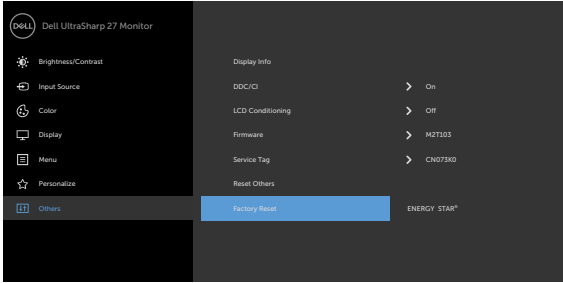 DELL Dell UltraSharp 27 Monitor
Brightness/Contrast Display Info
Input Source DDC/CI On
Color LCD Conditioning Off
Display Firmware M2T103
Menu Service Tag CN073K0
Personalize Reset Others
Others Factory Reset ENERGY STAR®